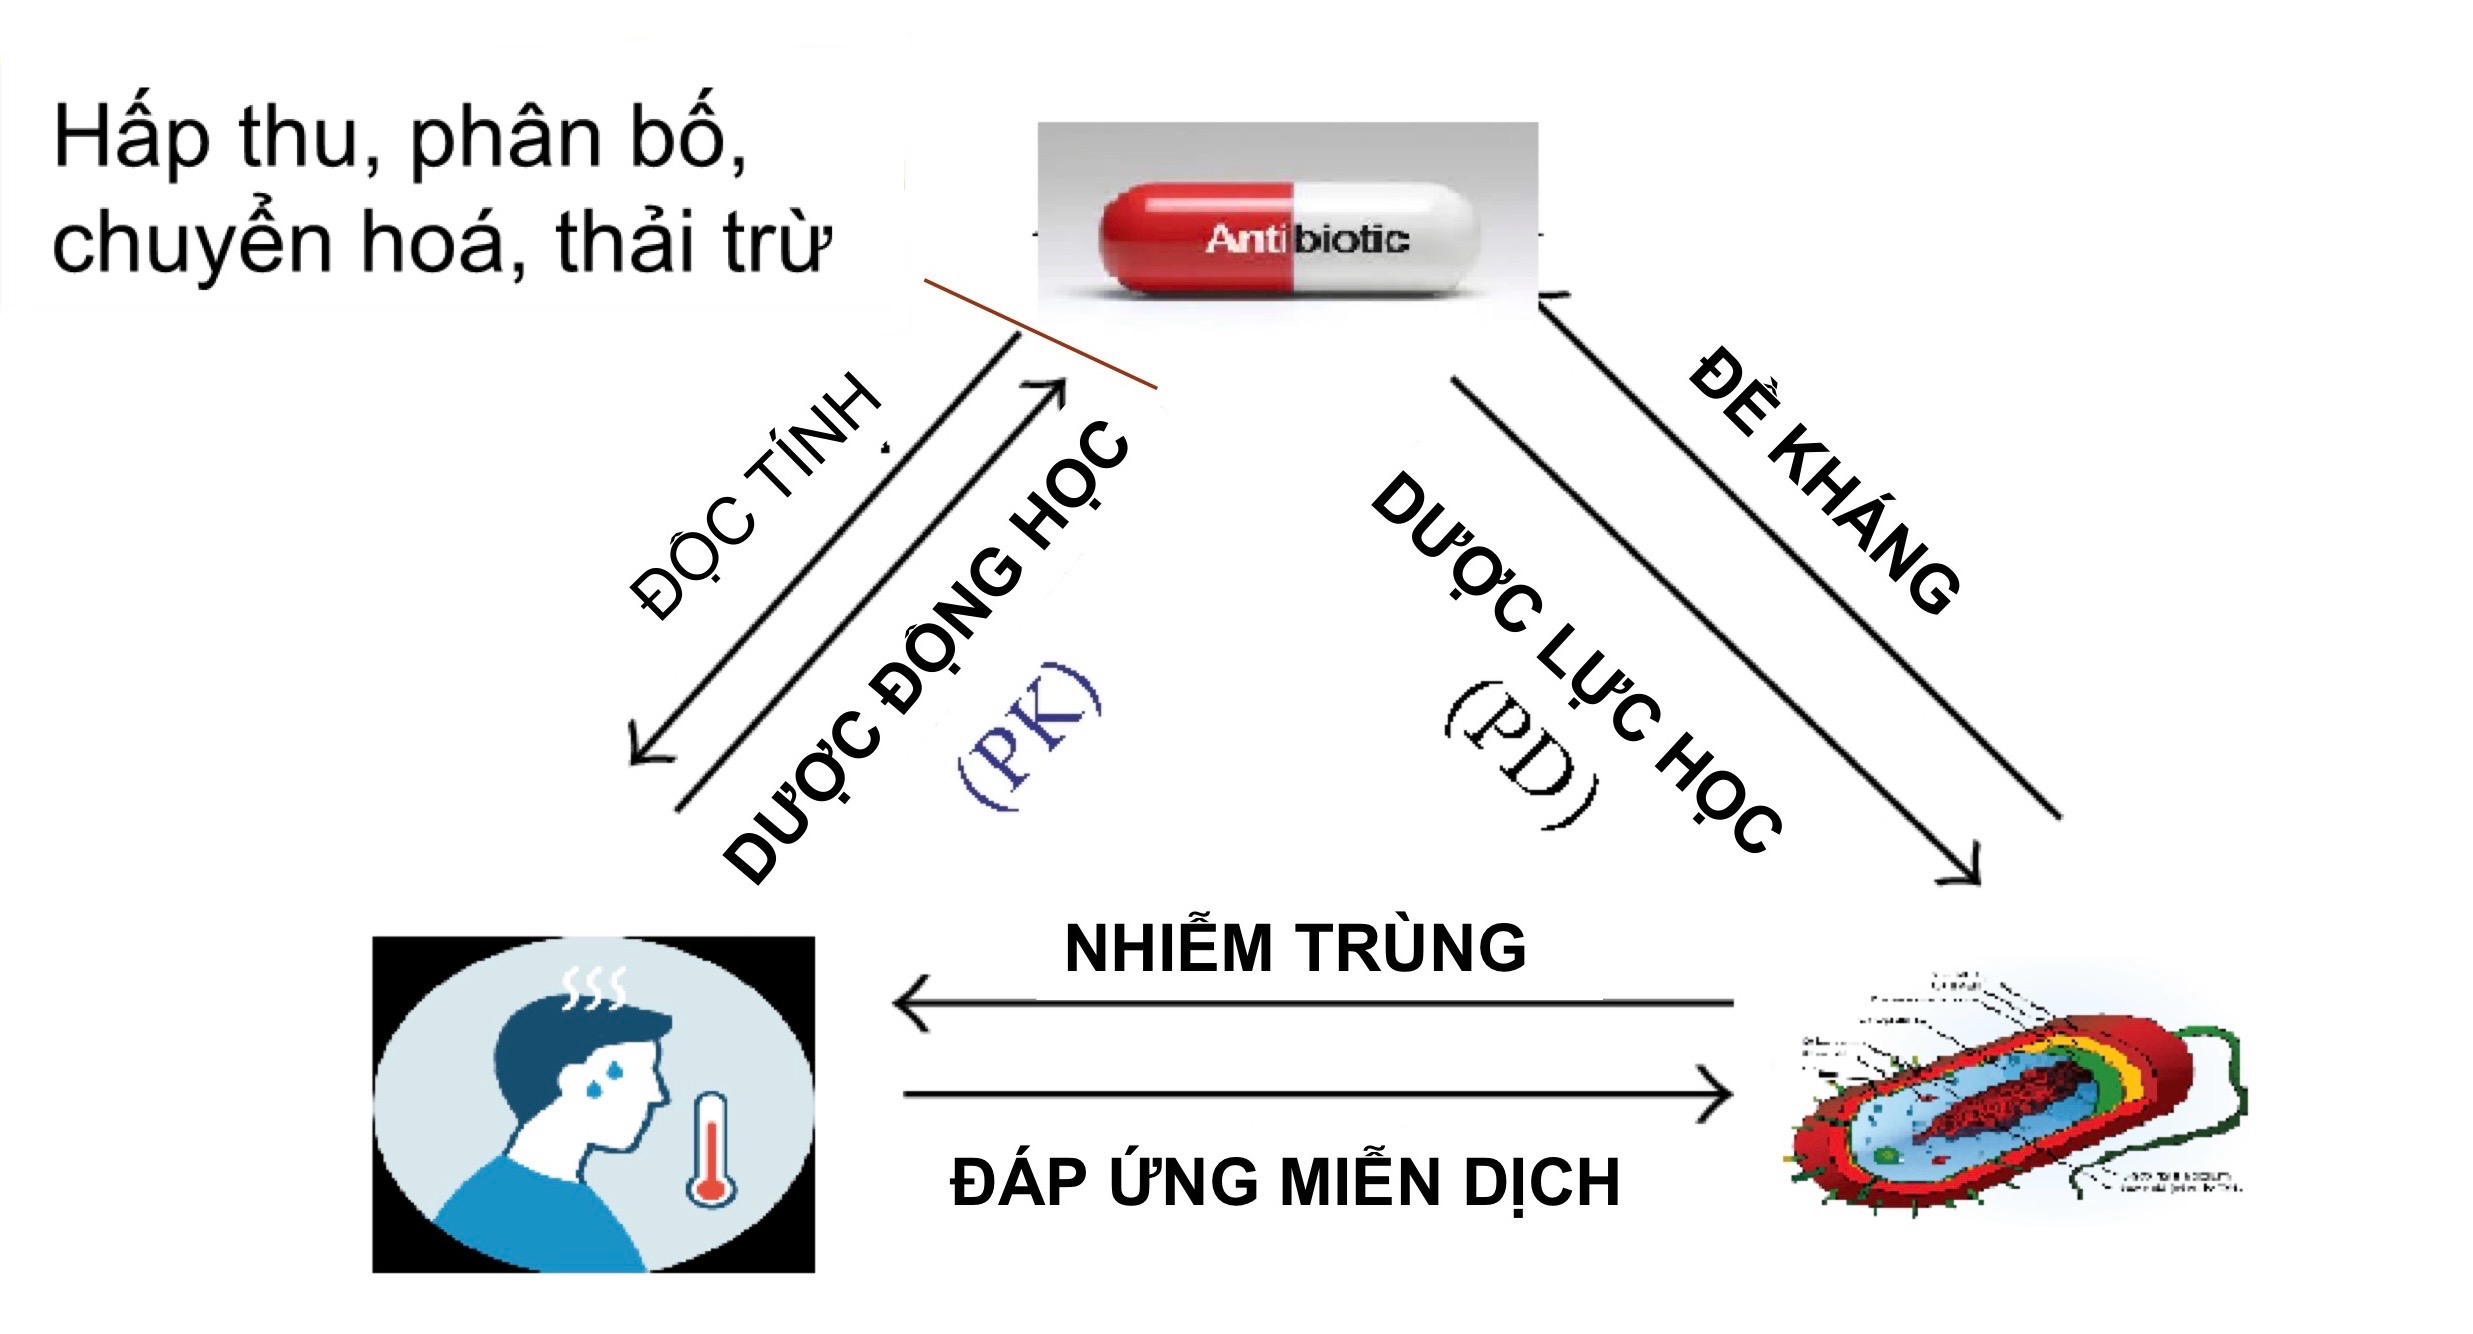 Hấp thu, phân bố,
chuyển hoá, thải trừ
Antibiotic
ĐỘC TÍNH
DƯỢC ĐỘNG HỌC
(PK)
ĐỀ KHÁNG
DƯỢC LỰC HỌC
(PD)
NHIỄM TRÙNG
ĐÁP ỨNG MIỄN DỊCH